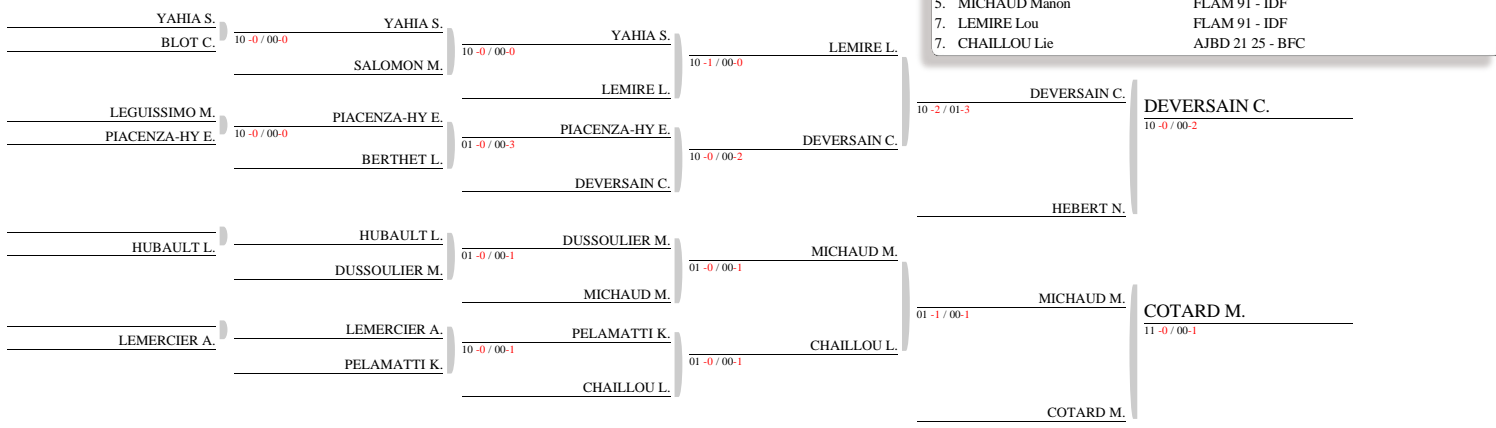 YAHIA S.
BLOT C.
LEGUISSIMO M.
PIACENZA-HY E.
HUBAULT L.
LEMERCIER A.
YAHIA S.
10 -0 / 00-0
SALOMON M.
PIACENZA-HY E.
10 -0 / 00-0
BERTHET L.
HUBAULT L.
DUSSOULIER M.
LEMERCIER A.
PELAMATTI K.
YAHIA S.
10 -0 / 00-0
LEMIRE L.
PIACENZA-HY E.
01 -0 / 00-3
DEVERSAIN C.
DUSSOULIER M.
01 -0 / 00-1
MICHAUD M.
PELAMATTI K.
10 -0 / 00-1
CHAILLOU L.
LEMIRE L.
10 -1 / 00-0
DEVERSAIN C.
10 -0 / 00-2
MICHAUD M.
01 -0 / 00-1
CHAILLOU L.
01 -0 / 00-1
5. MICHAUD Manon FLAM 91 - IDF
7. LEMIRE Lou FLAM 91 - IDF
7. CHAILLOU Lie AJBD 21 25 - BFC
DEVERSAIN C.
10 -2 / 01-3
HEBERT N.
MICHAUD M.
01 -1 / 00-1
COTARD M.
DEVERSAIN C.
10 -0 / 00-2
COTARD M.
11 -0 / 00-1